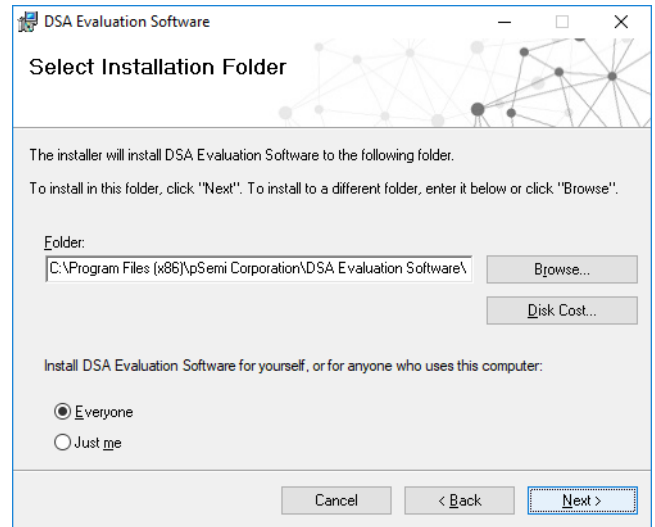 DSA Evaluation Software
Select Installation Folder
The installer will install DSA Evaluation Software to the following folder.
To install in this folder, click "Next". To install to a different folder, enter it below or click "Browse".
Folder:
C:\Program Files (x86)\pSemi Corporation\DSA Evaluation Software\
Browse...
Disk Cost...
Install DSA Evaluation Software for yourself, or for anyone who uses this computer:
Everyone
Just me
Cancel
< Back
Next >